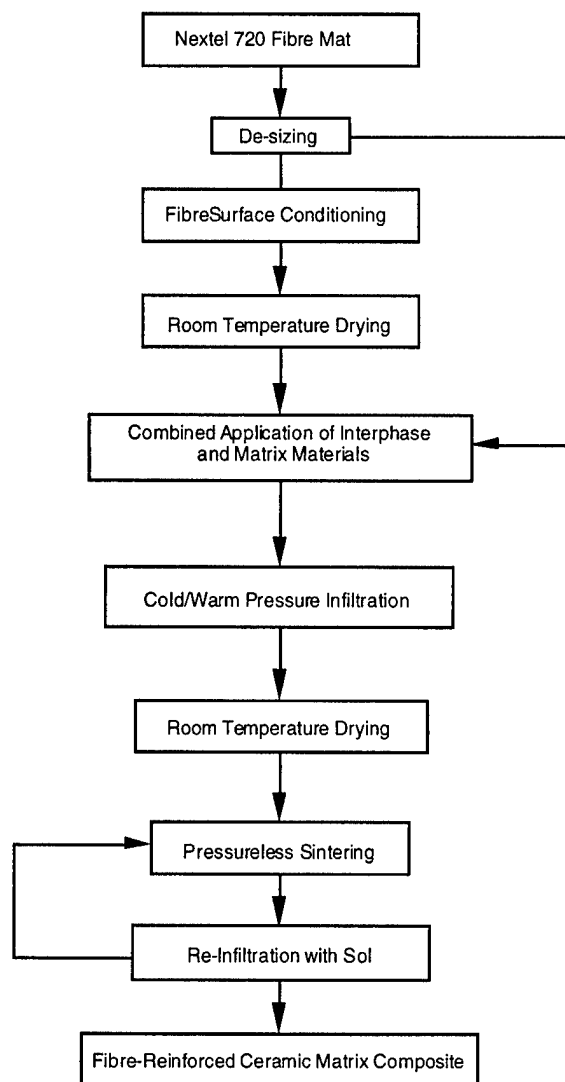 Nextel 720 Fibre Mat
De-sizing
FibreSurface Conditioning
Room Temperature Drying
Combined Application of Interphase
and Matrix Materials
Cold/Warm Pressure Infiltration
Room Temperature Drying
Pressureless Sintering
Re-Infiltration with Sol
Fibre-Reinforced Ceramic Matrix Composite